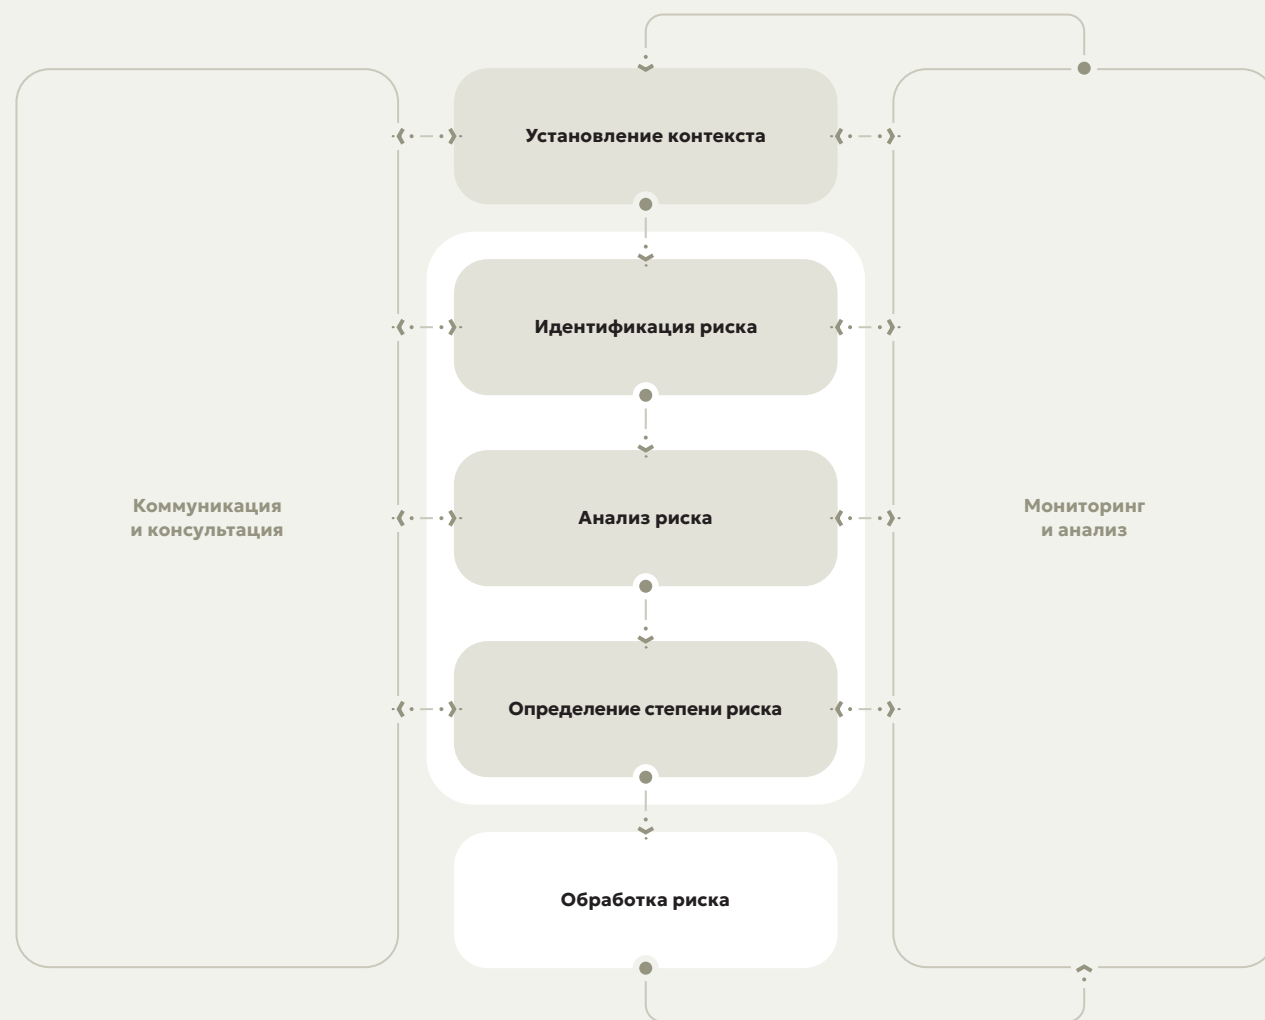 Установление контекста
Идентификация риска
Коммуникация
и консультация
Анализ риска
Мониторинг
и анализ
Определение степени риска
Обработка риска